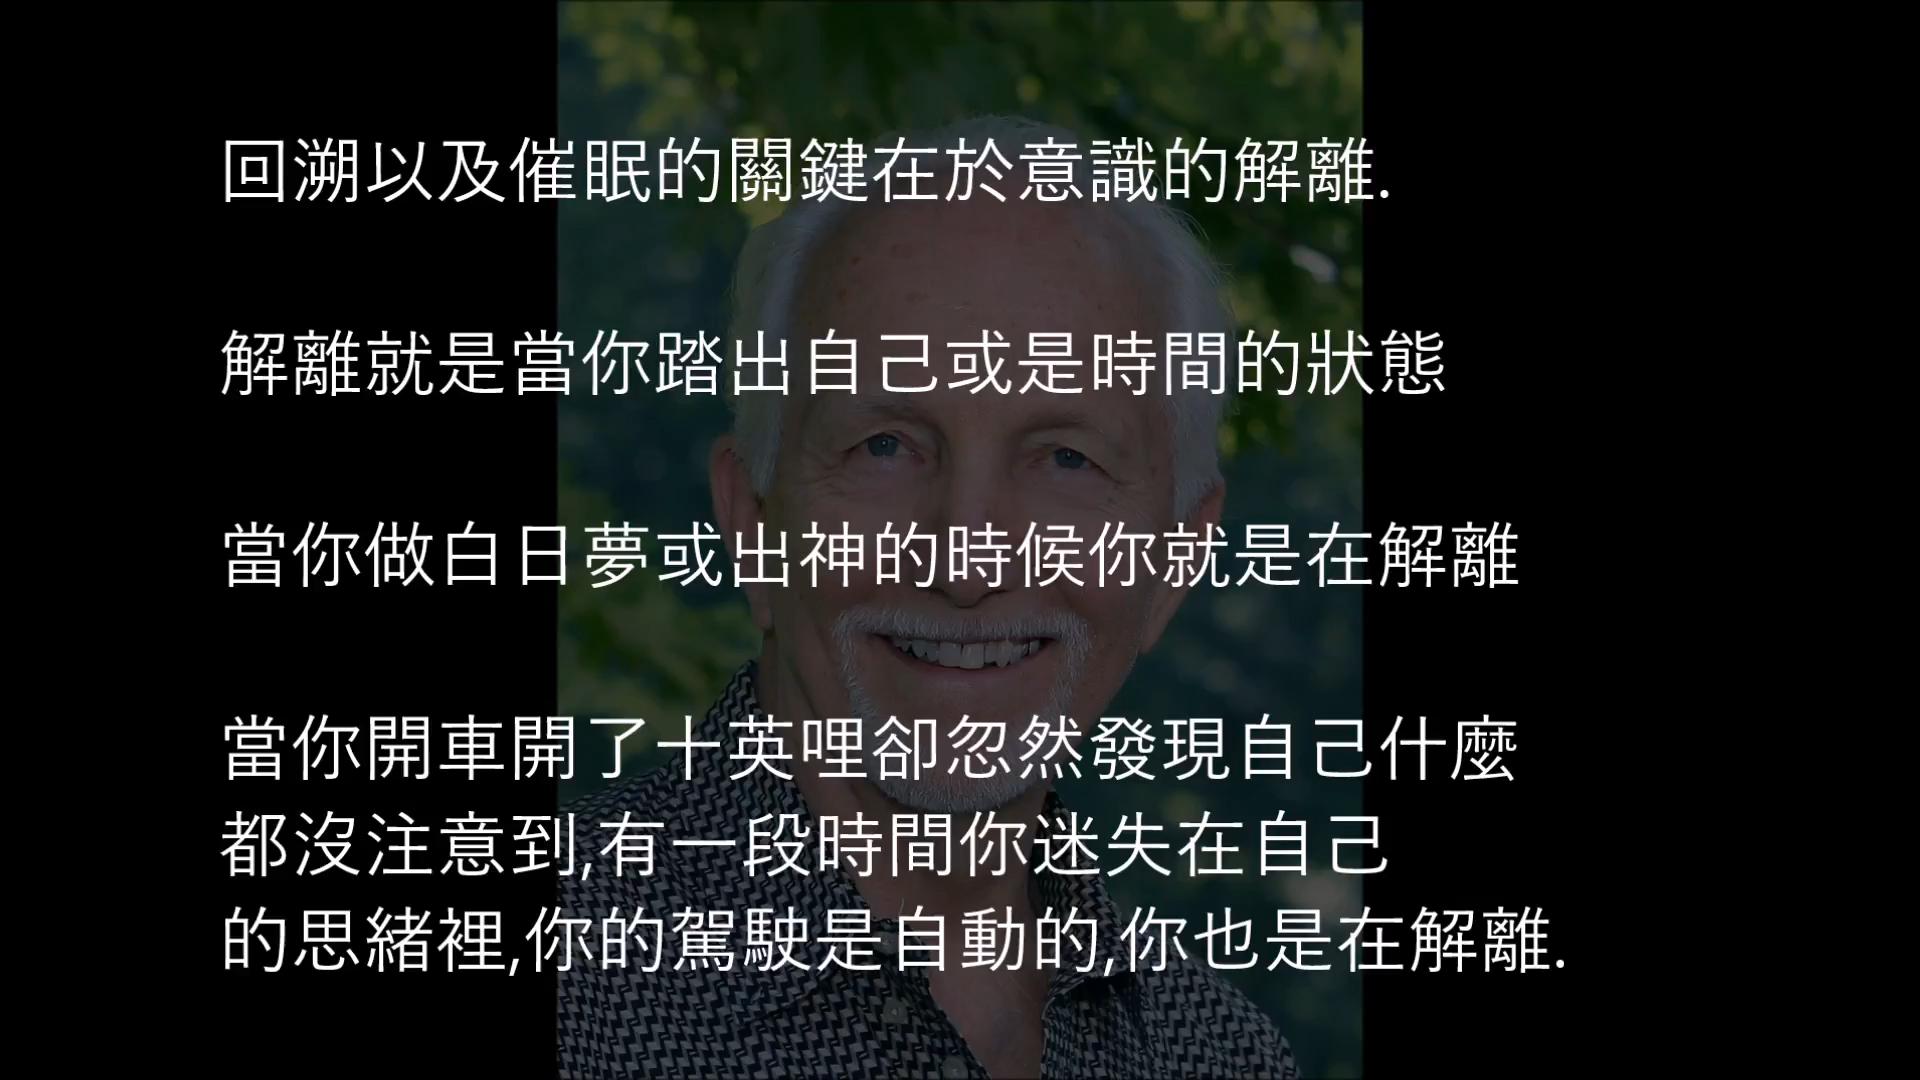 回溯以及催眠的關鍵在於意識的解離.
解離就是當你踏出自己或是時間的狀態
當你做白日夢或出神的時候你就是在解離
當你開車開了十英哩卻忽然發現自己什麼
都沒注意到,有一段時間你迷失在自己
的思緒裡,你的駕駛是自動的,你也是在解離.